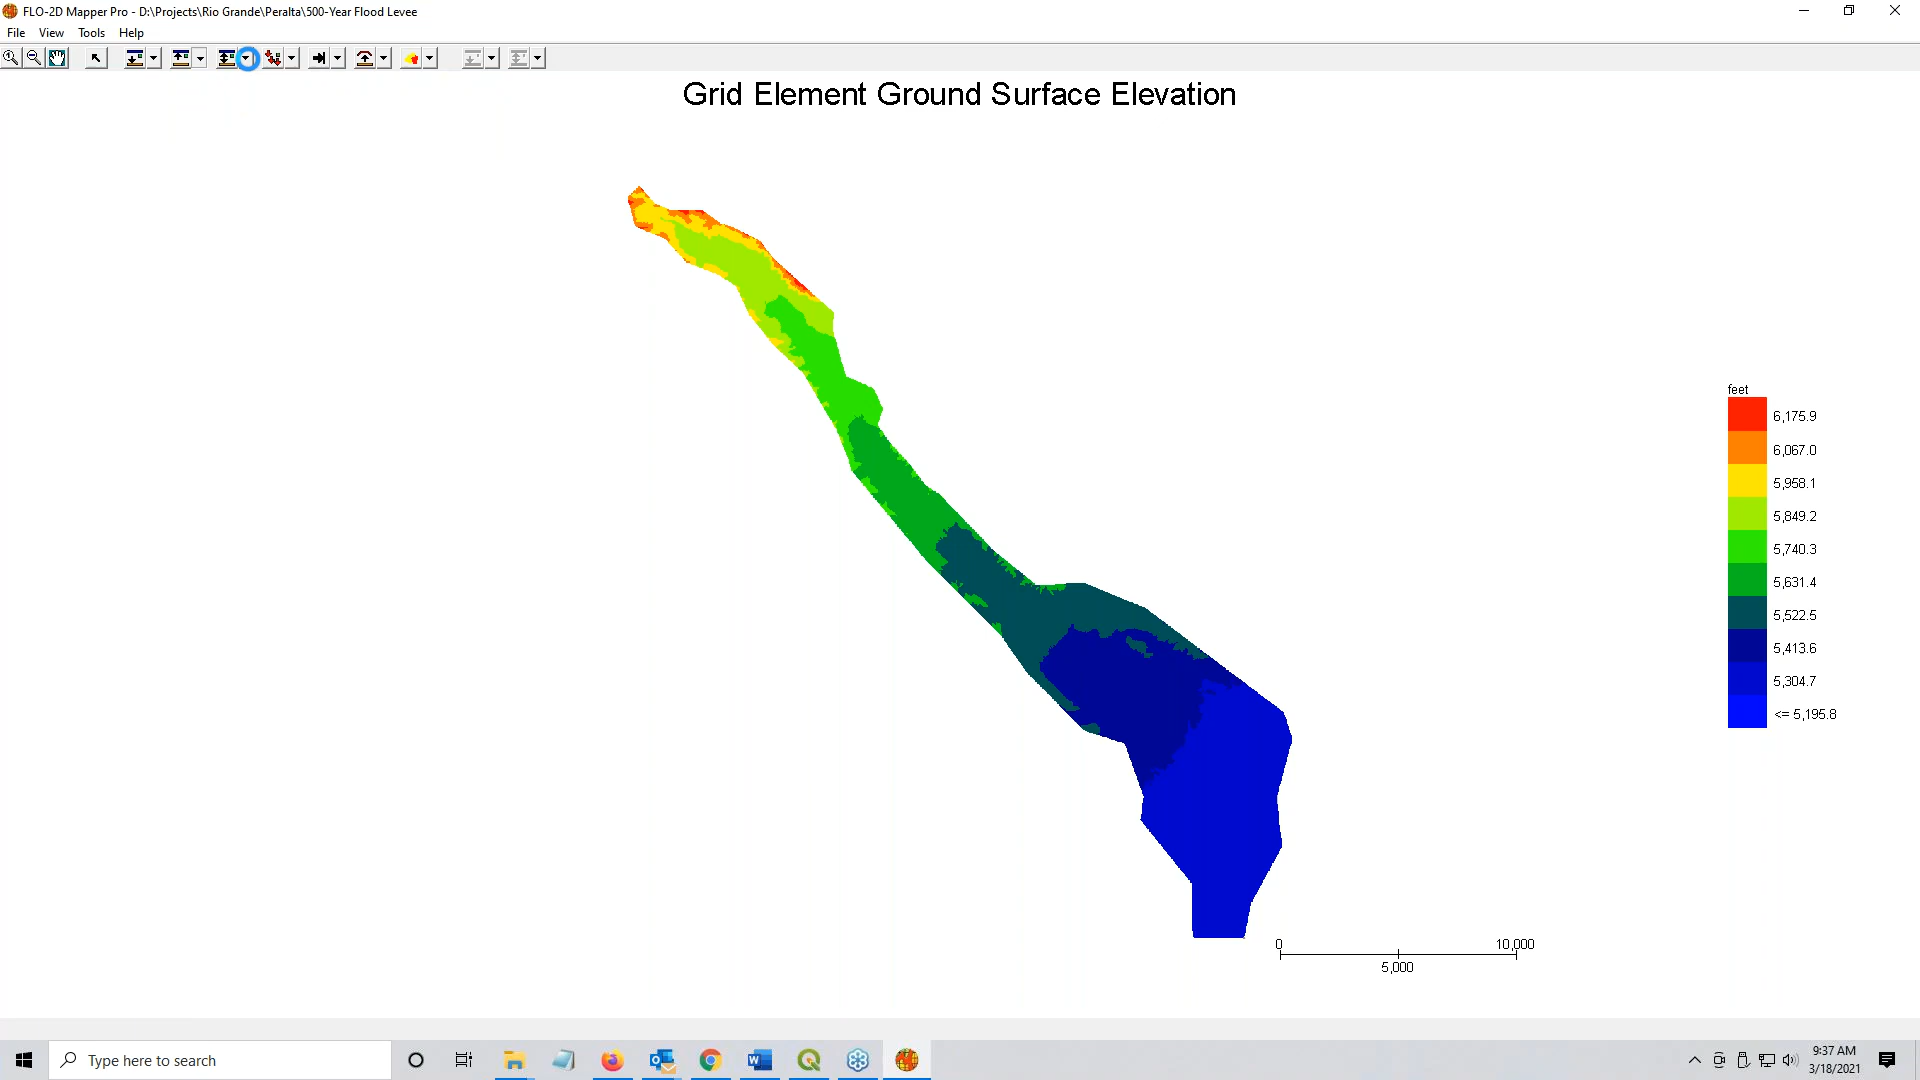 FLO-2D Mapper Pro - D:\Projects\Rio Grande\Peralta\500-Year Flood Levee
File View Tools Help
Grid Element Ground Surface Elevation
feet
6,175.9
6,067.0
5,958.1
5,849.2
5,740.3
5,631.4
5,522.5
5,413.6
5,304.7
<= 5,195.8
0 10,000
5,000
Type here to search
9:37 AM
3/18/2021